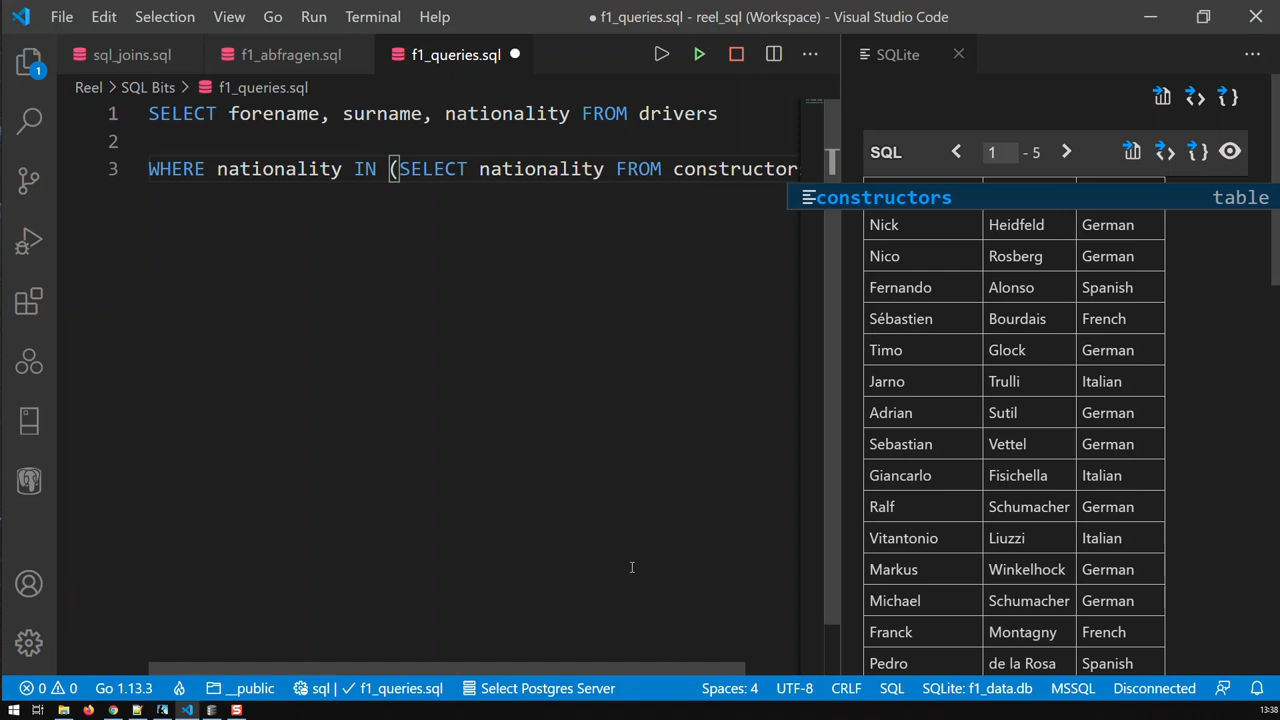 File Edit Selection View Go Run Terminal Help ● f1_queries.sql - reel_sql (Workspace) - Visual Studio Code
sql_joins.sql f1_abfragen.sql f1_queries.sql ● SQLite
Reel > SQL Bits > f1_queries.sql
1 SELECT forename, surname, nationality FROM drivers
2
3 WHERE nationality IN (SELECT nationality FROM constructors
constructors table
SQL 1 - 5
Nick Heidfeld German
Nico Rosberg German
Fernando Alonso Spanish
Sébastien Bourdais French
Timo Glock German
Jarno Trulli Italian
Adrian Sutil German
Sebastian Vettel German
Giancarlo Fisichella Italian
Ralf Schumacher German
Vitantonio Liuzzi Italian
Markus Winkelhock German
Michael Schumacher German
Franck Montagny French
Pedro de la Rosa Spanish
1
0 0 Go 1.13.3 __public sql | ✓ f1_queries.sql Select Postgres Server Spaces: 4 UTF-8 CRLF SQL SQLite: f1_data.db MSSQL Disconnected
13:38